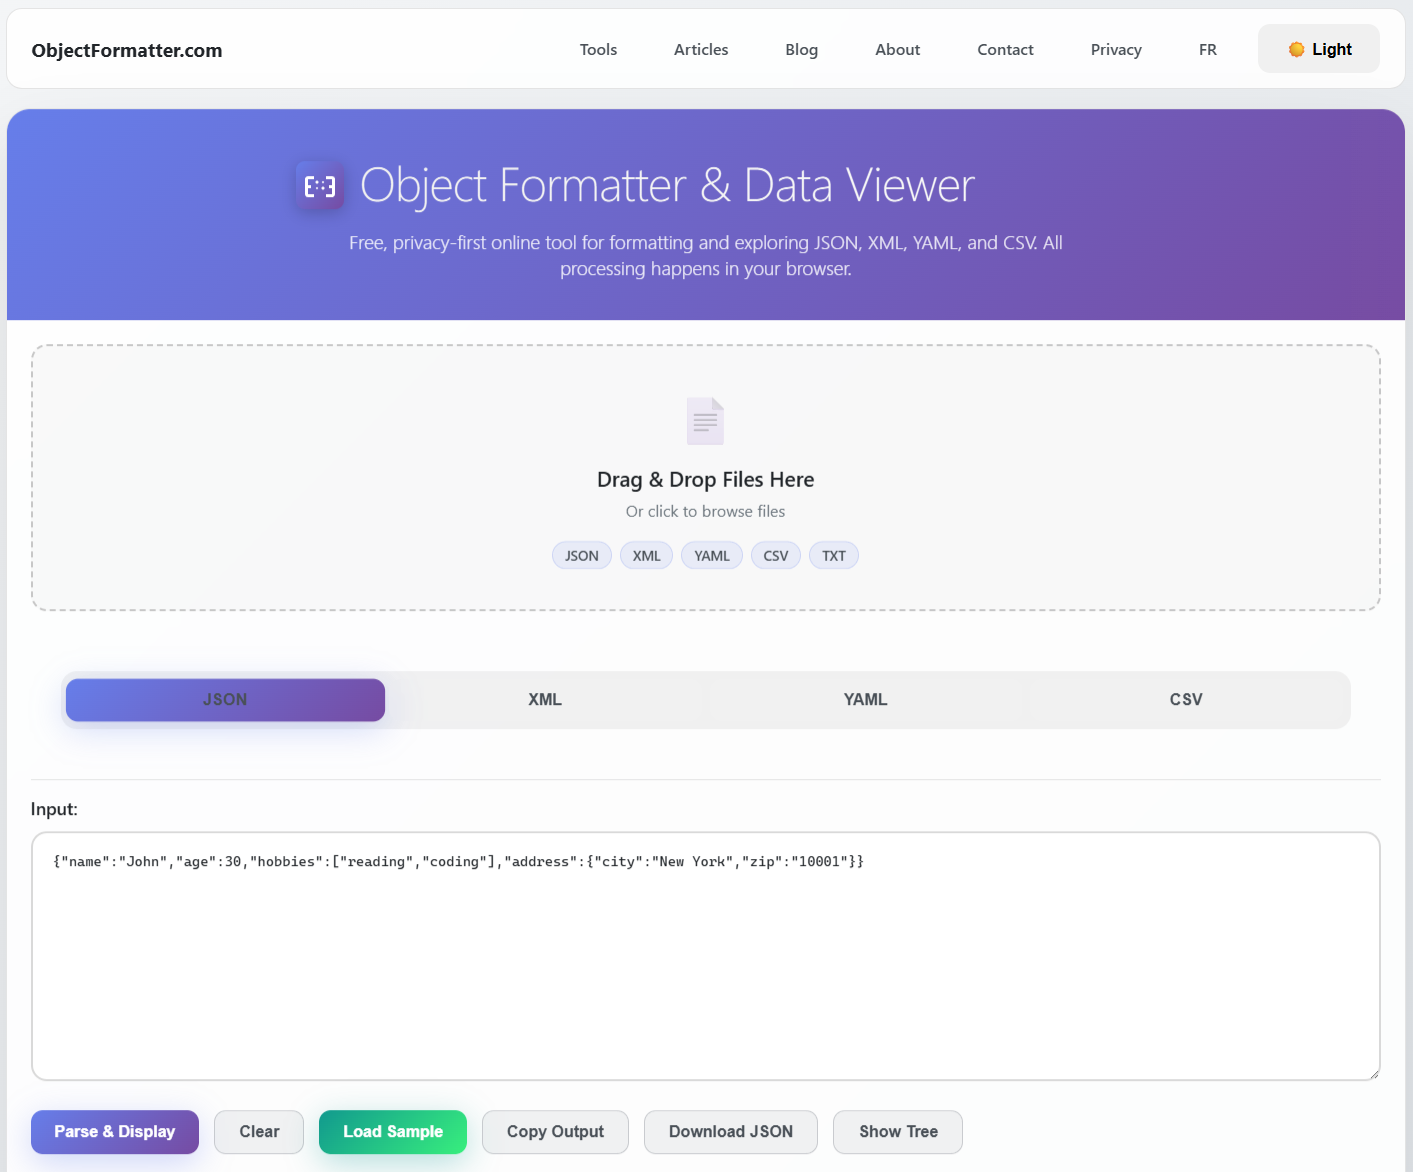 ObjectFormatter.com
Tools
Articles
Blog
About
Contact
Privacy
FR
Light
Object Formatter & Data Viewer
Free, privacy-first online tool for formatting and exploring JSON, XML, YAML, and CSV. All
processing happens in your browser.
Drag & Drop Files Here
Or click to browse files
JSON
XML
YAML
CSV
TXT
JSON
XML
YAML
CSV
Input:
{"name":"John","age":30,"hobbies":["reading","coding"],"address":{"city":"New York","zip":"10001"}}
Parse & Display
Clear
Load Sample
Copy Output
Download JSON
Show Tree